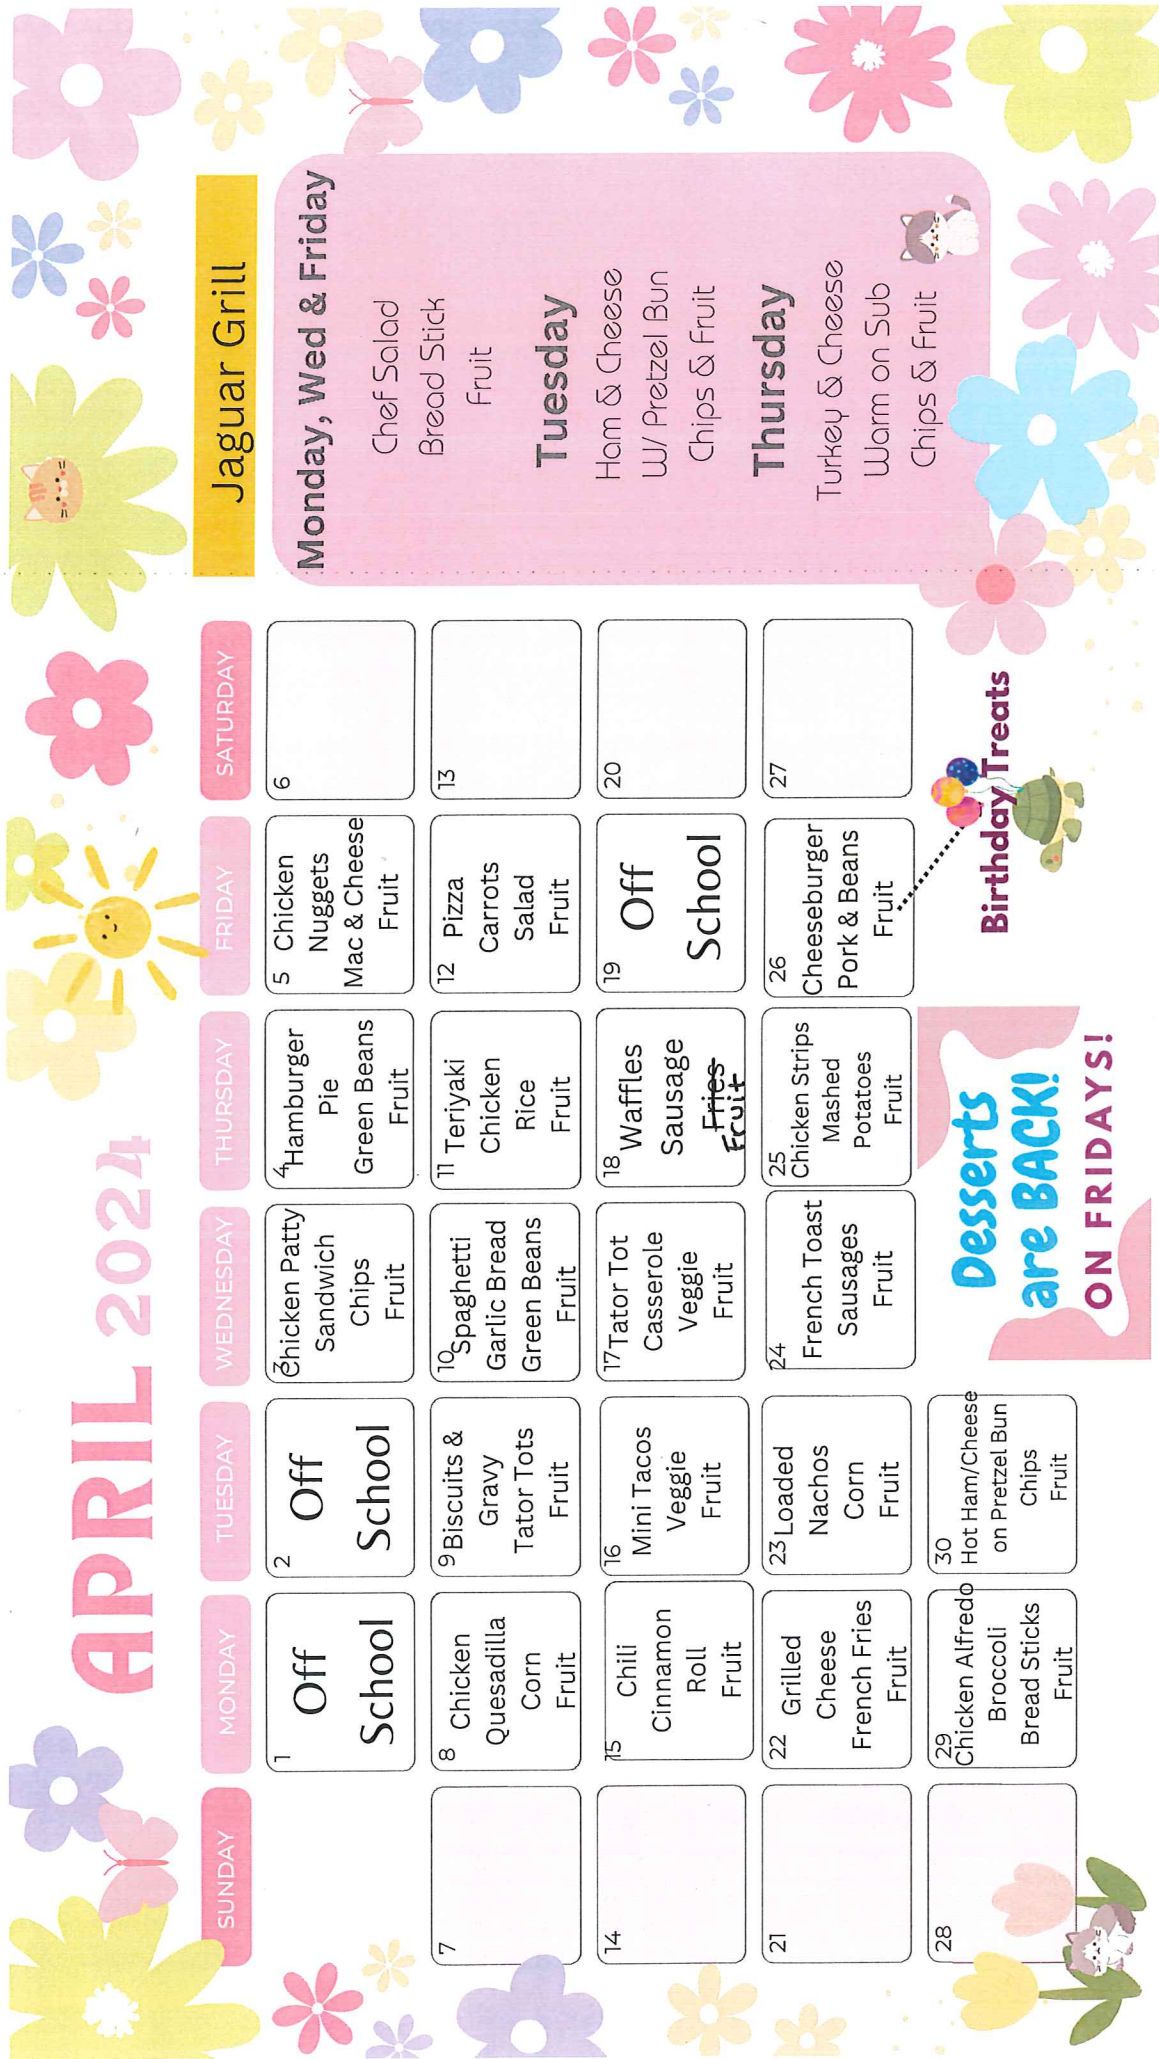 APRIL 2024
SUNDAY
MONDAY
TUESDAY
WEDNESDAY
THURSDAY
FRIDAY
SATURDAY
1
Off
School
2
Off
School
3
Chicken Patty
Sandwich
Chips
Fruit
4
Hamburger
Pie
Green Beans
Fruit
5
Chicken
Nuggets
Mac & Cheese
Fruit
6
7
8
Chicken
Quesadilla
Corn
Fruit
9
Biscuits &
Gravy
Tator Tots
Fruit
10
Spaghetti
Garlic Bread
Green Beans
Fruit
11
Teriyaki
Chicken
Rice
Fruit
12
Pizza
Carrots
Salad
Fruit
13
14
15
Chili
Cinnamon
Roll
Fruit
16
Mini Tacos
Veggie
Fruit
17
Tator Tot
Casserole
Veggie
Fruit
18
Waffles
Sausage
Fries
Fruit
19
Off
School
20
21
22
Grilled
Cheese
French Fries
Fruit
23
Loaded
Nachos
Corn
Fruit
24
French Toast
Sausages
Fruit
25
Chicken Strips
Mashed
Potatoes
Fruit
26
Cheeseburger
Pork & Beans
Fruit
27
28
29
Chicken Alfredo
Broccoli
Bread Sticks
Fruit
30
Hot Ham/Cheese
on Pretzel Bun
Chips
Fruit
Desserts
are BACK!
ON FRIDAYS!
Birthday Treats
Jaguar Grill
Monday, Wed & Friday
Chef Salad
Bread Stick
Fruit
Tuesday
Ham & Cheese
W/ Pretzel Bun
Chips & Fruit
Thursday
Turkey & Cheese
Warm on Sub
Chips & Fruit